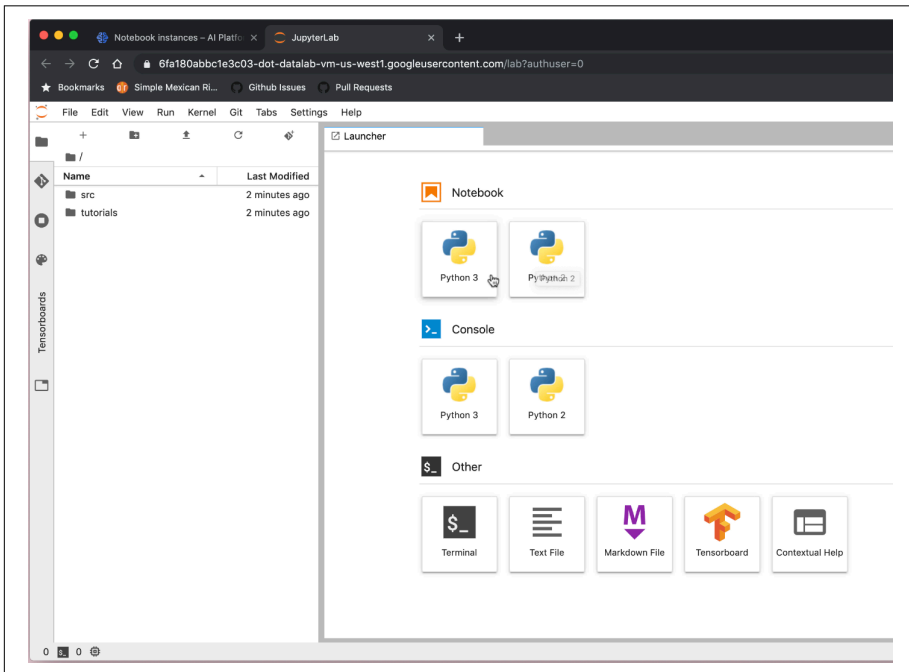 Notebook instances – AI Platfo
JupyterLab
6fa180abbc1e3c03-dot-datalab-vm-us-west1.googleusercontent.com/lab?authuser=0
Bookmarks Simple Mexican Ri... Github Issues Pull Requests
File Edit View Run Kernel Git Tabs Settings Help
Launcher
/
Name Last Modified
src 2 minutes ago
tutorials 2 minutes ago
Tensorboards
Notebook
Python 3 Python 2
Python 2
Console
Python 3 Python 2
$_ Other
$_
Terminal Text File Markdown File Tensorboard Contextual Help
0 $_ 0